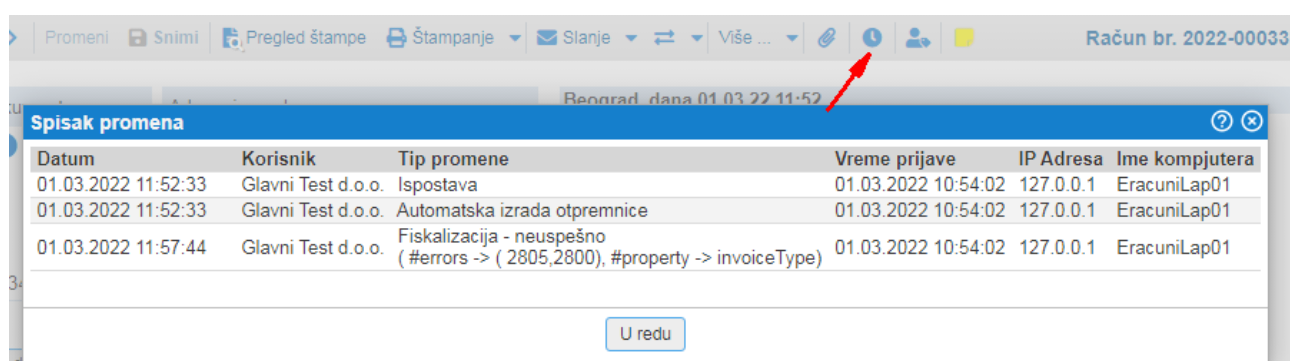 Promeni Snimi Pregled štampe Štampanje Slanje Više ... Račun br. 2022-00033
Beograd, dana 01.03.22 11:52
Spisak promena
Datum Korisnik Tip promene Vreme prijave IP Adresa Ime kompjutera
01.03.2022 11:52:33 Glavni Test d.o.o. Ispostava 01.03.2022 10:54:02 127.0.0.1 EracuniLap01
01.03.2022 11:52:33 Glavni Test d.o.o. Automatska izrada otpremnice 01.03.2022 10:54:02 127.0.0.1 EracuniLap01
01.03.2022 11:57:44 Glavni Test d.o.o. Fiskalizacija - neuspešno 01.03.2022 10:54:02 127.0.0.1 EracuniLap01
( #errors -> ( 2805,2800), #property -> invoiceType)
U redu